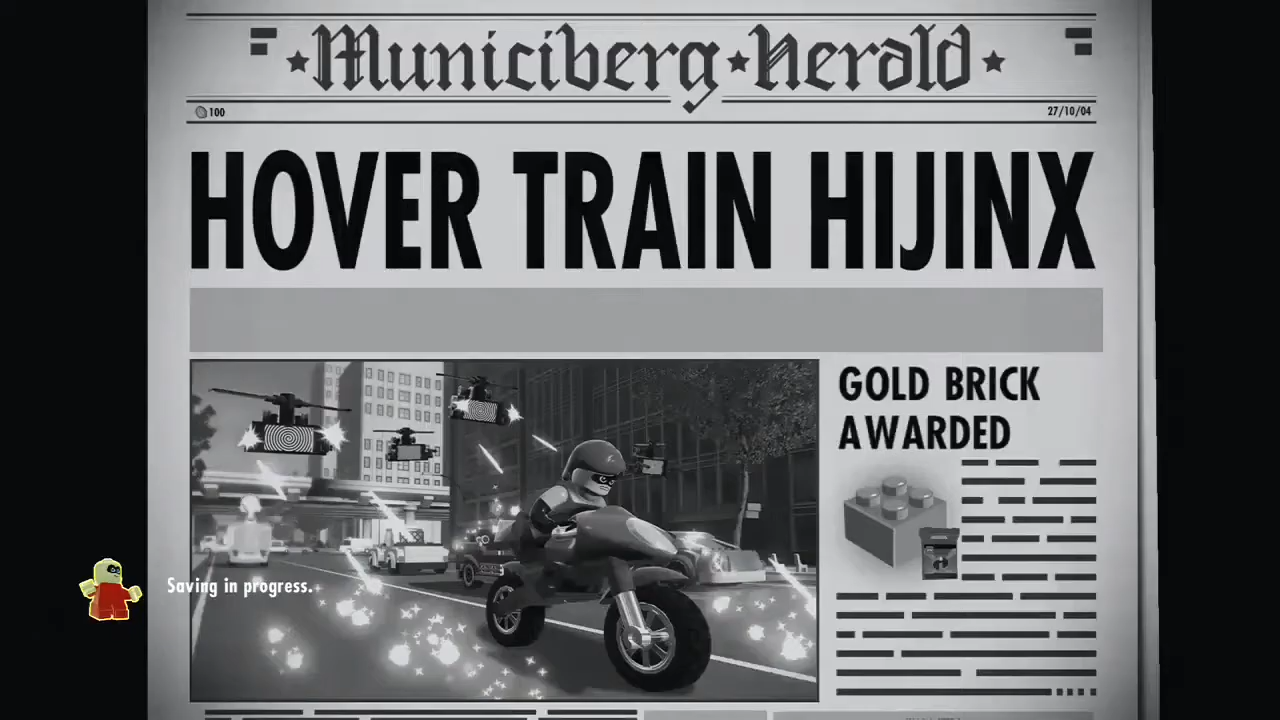 Municiberg Herald
100
27/10/04
HOVER TRAIN HIJINX
GOLD BRICK
AWARDED
Saving in progress.